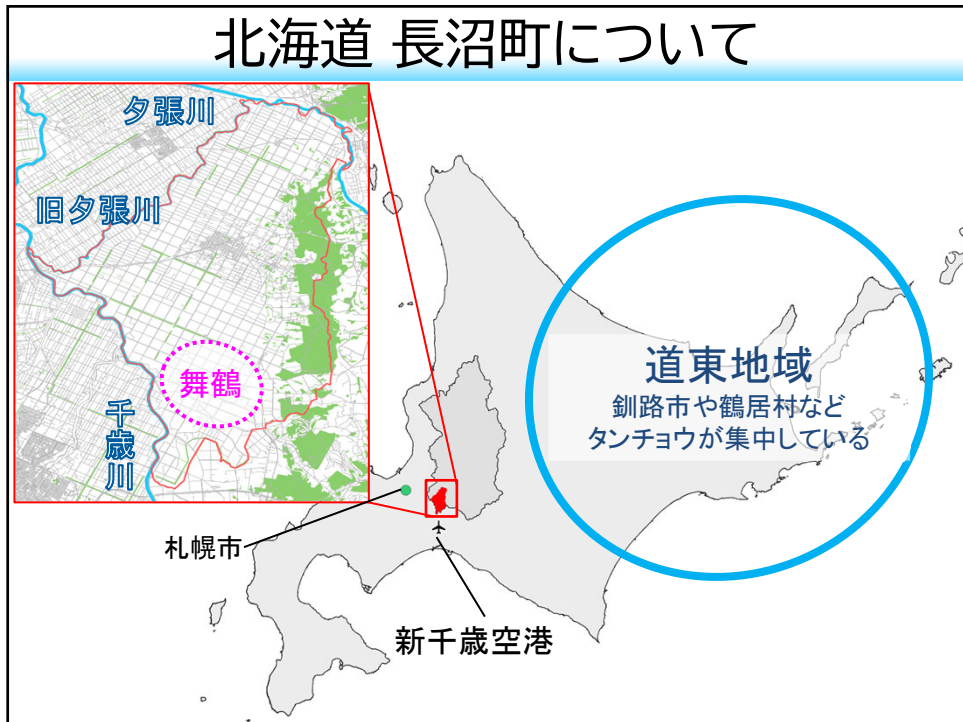 北海道 長沼町について
夕張川
旧夕張川
舞鶴
千歳川
道東地域
釧路市や鶴居村など
タンチョウが集中している
札幌市
新千歳空港